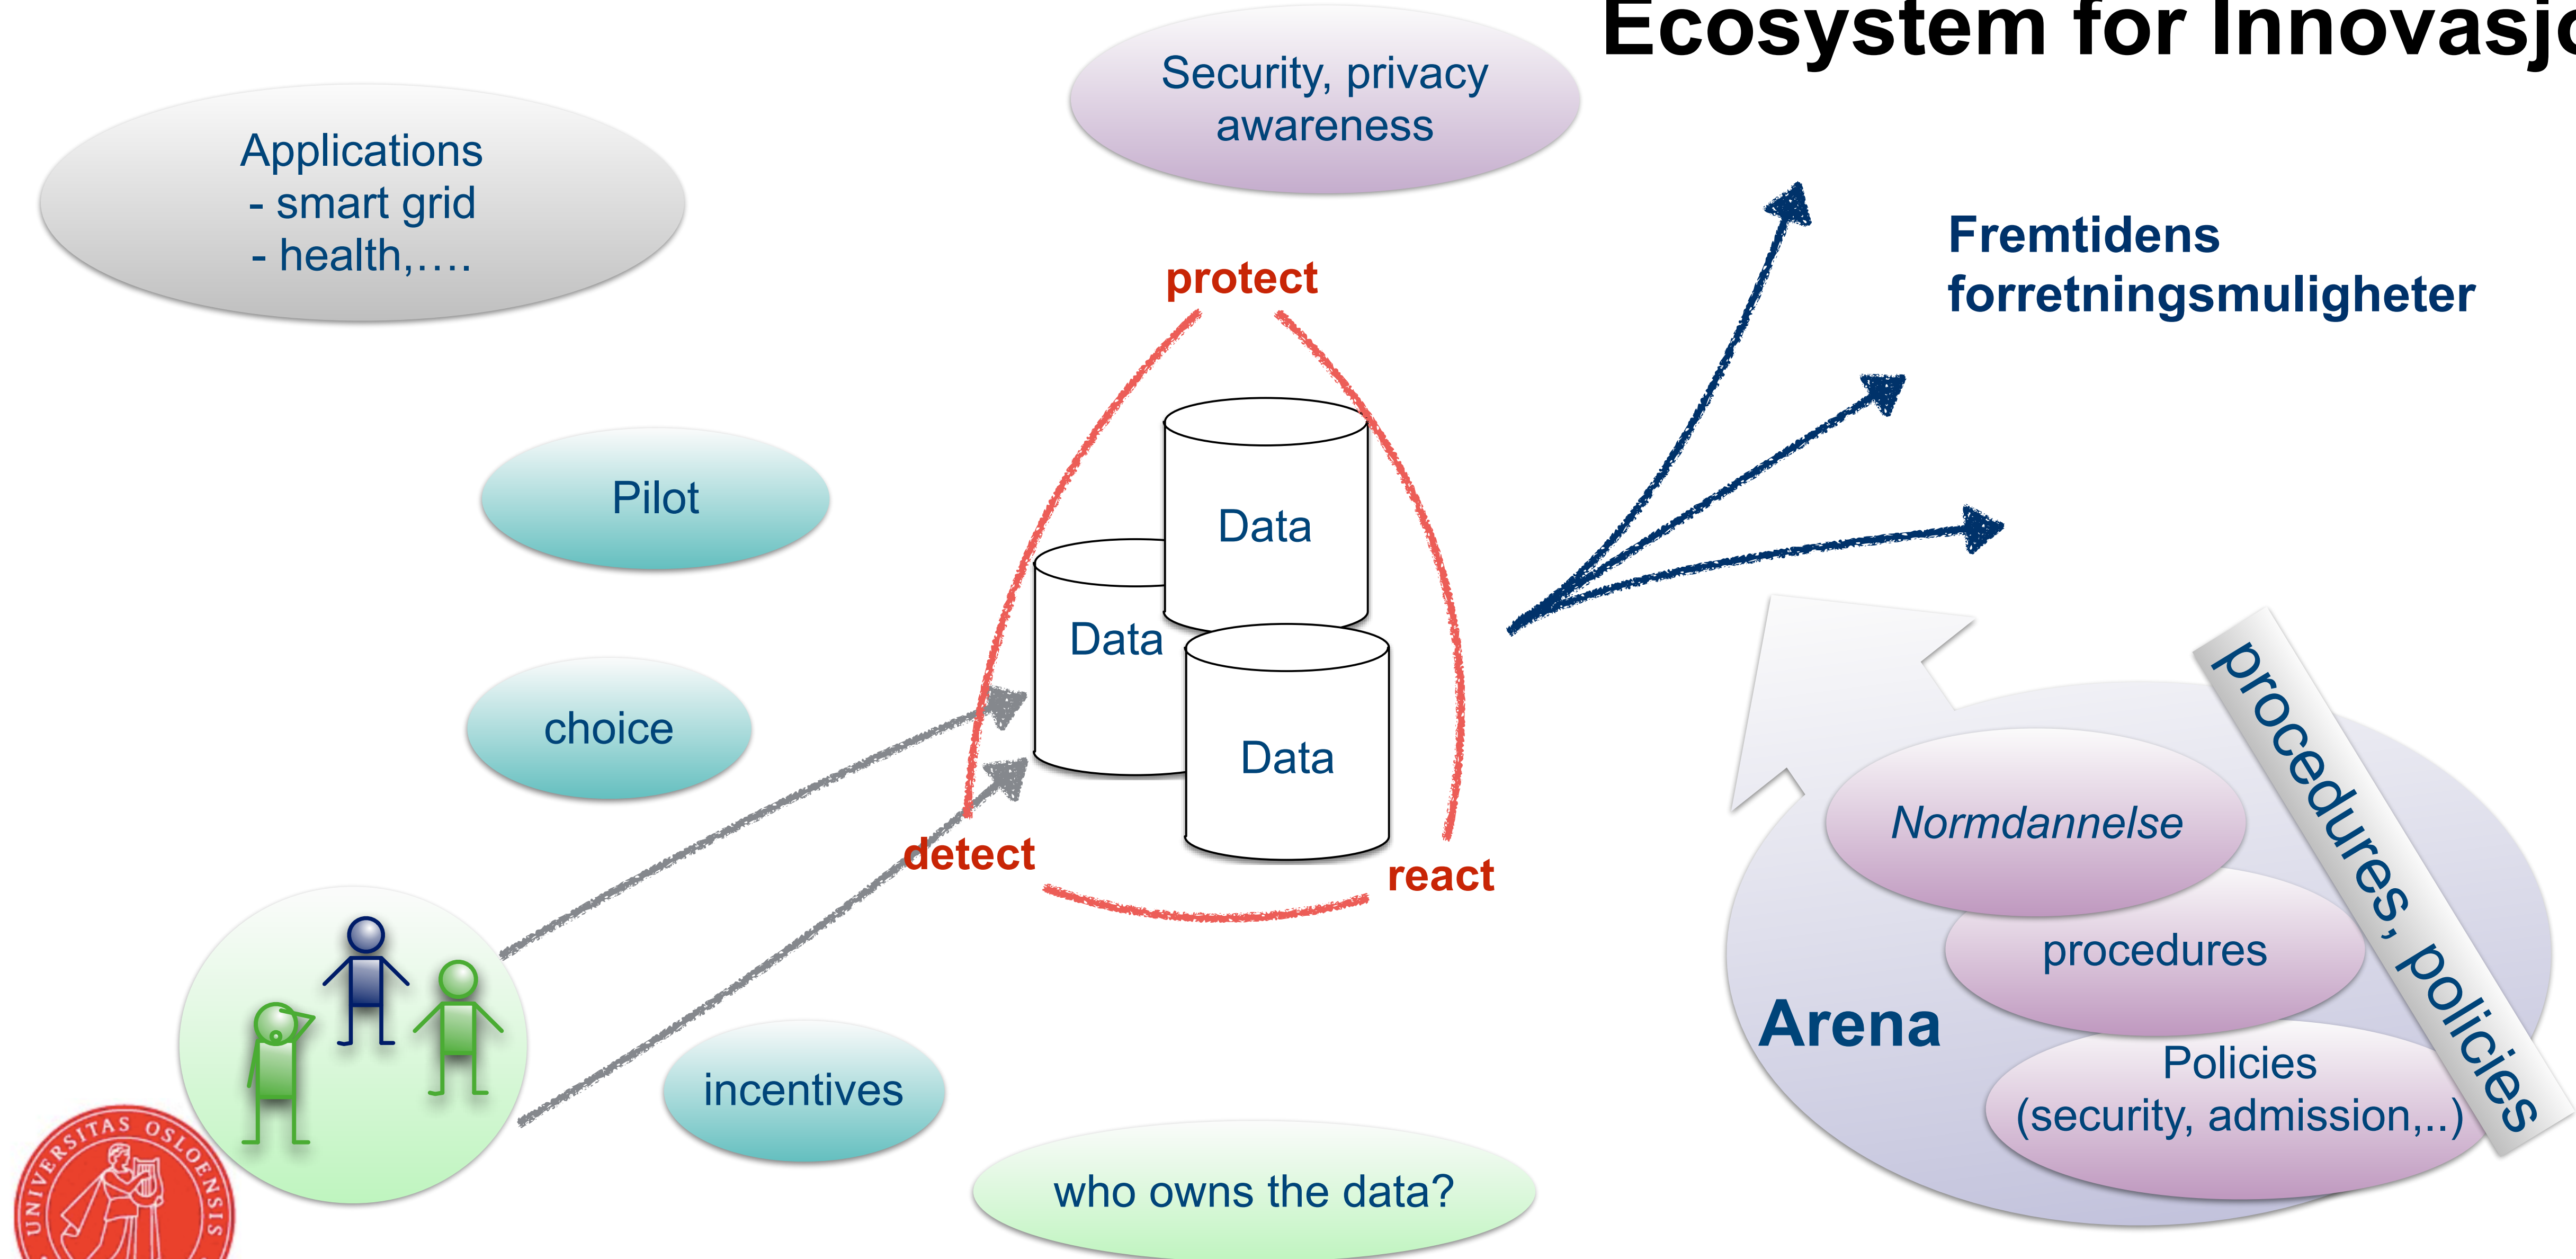 Ecosystem for Innovasjo
Security, privacy
awareness
Applications
- smart grid
- health,….
Fremtidens
forretningsmuligheter
protect
Pilot
Data
Data
choice
Data
detect
react
Normdannelse
procedures
Arena
Policies
(security, admission,..)
procedures, policies
incentives
who owns the data?
UNIVERSITAS OSLOENSIS